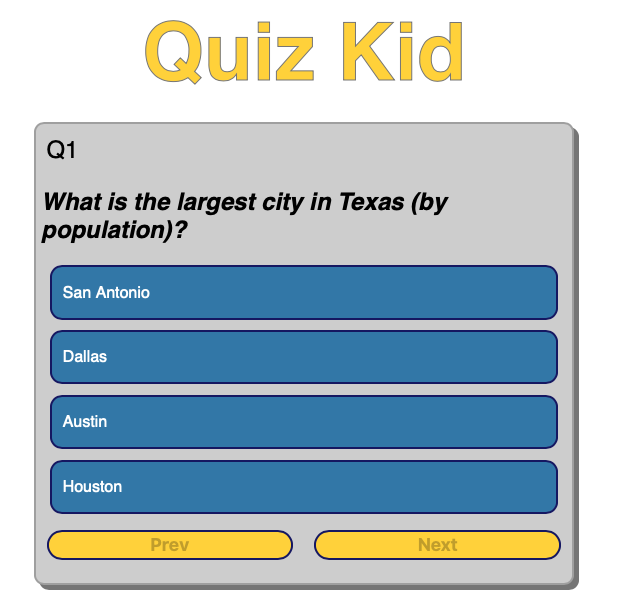 Quiz Kid
Q1
What is the largest city in Texas (by
population)?
San Antonio
Dallas
Austin
Houston
Prev
Next